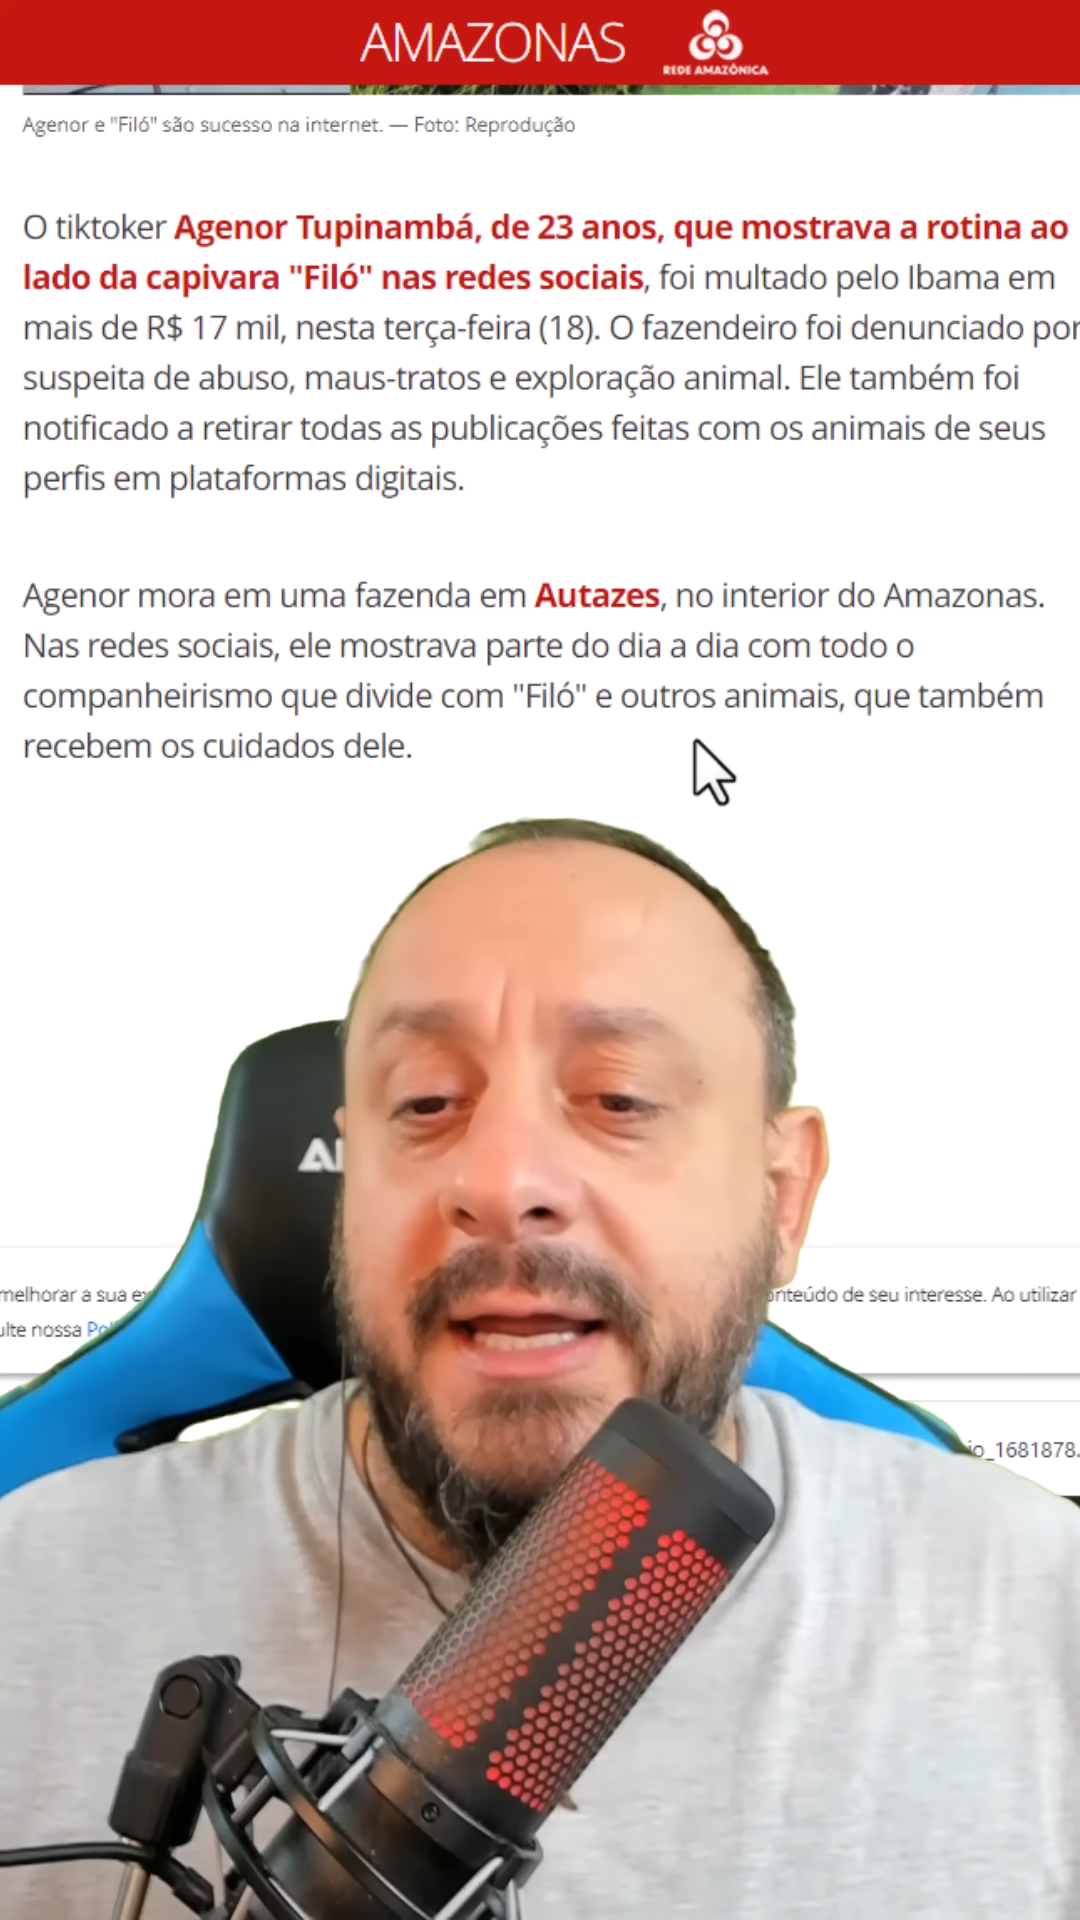 AMAZONAS
REDE AMAZÔNICA
Agenor e "Filó" são sucesso na internet. — Foto: Reprodução
O tiktoker Agenor Tupinambá, de 23 anos, que mostrava a rotina ao
lado da capivara "Filó" nas redes sociais, foi multado pelo Ibama em
mais de R$ 17 mil, nesta terça-feira (18). O fazendeiro foi denunciado por
suspeita de abuso, maus-tratos e exploração animal. Ele também foi
notificado a retirar todas as publicações feitas com os animais de seus
perfis em plataformas digitais.
Agenor mora em uma fazenda em Autazes, no interior do Amazonas.
Nas redes sociais, ele mostrava parte do dia a dia com todo o
companheirismo que divide com "Filó" e outros animais, que também
recebem os cuidados dele.
melhorar a sua conteúdo de seu interesse. Ao utilizar
nossa
io_1681878.